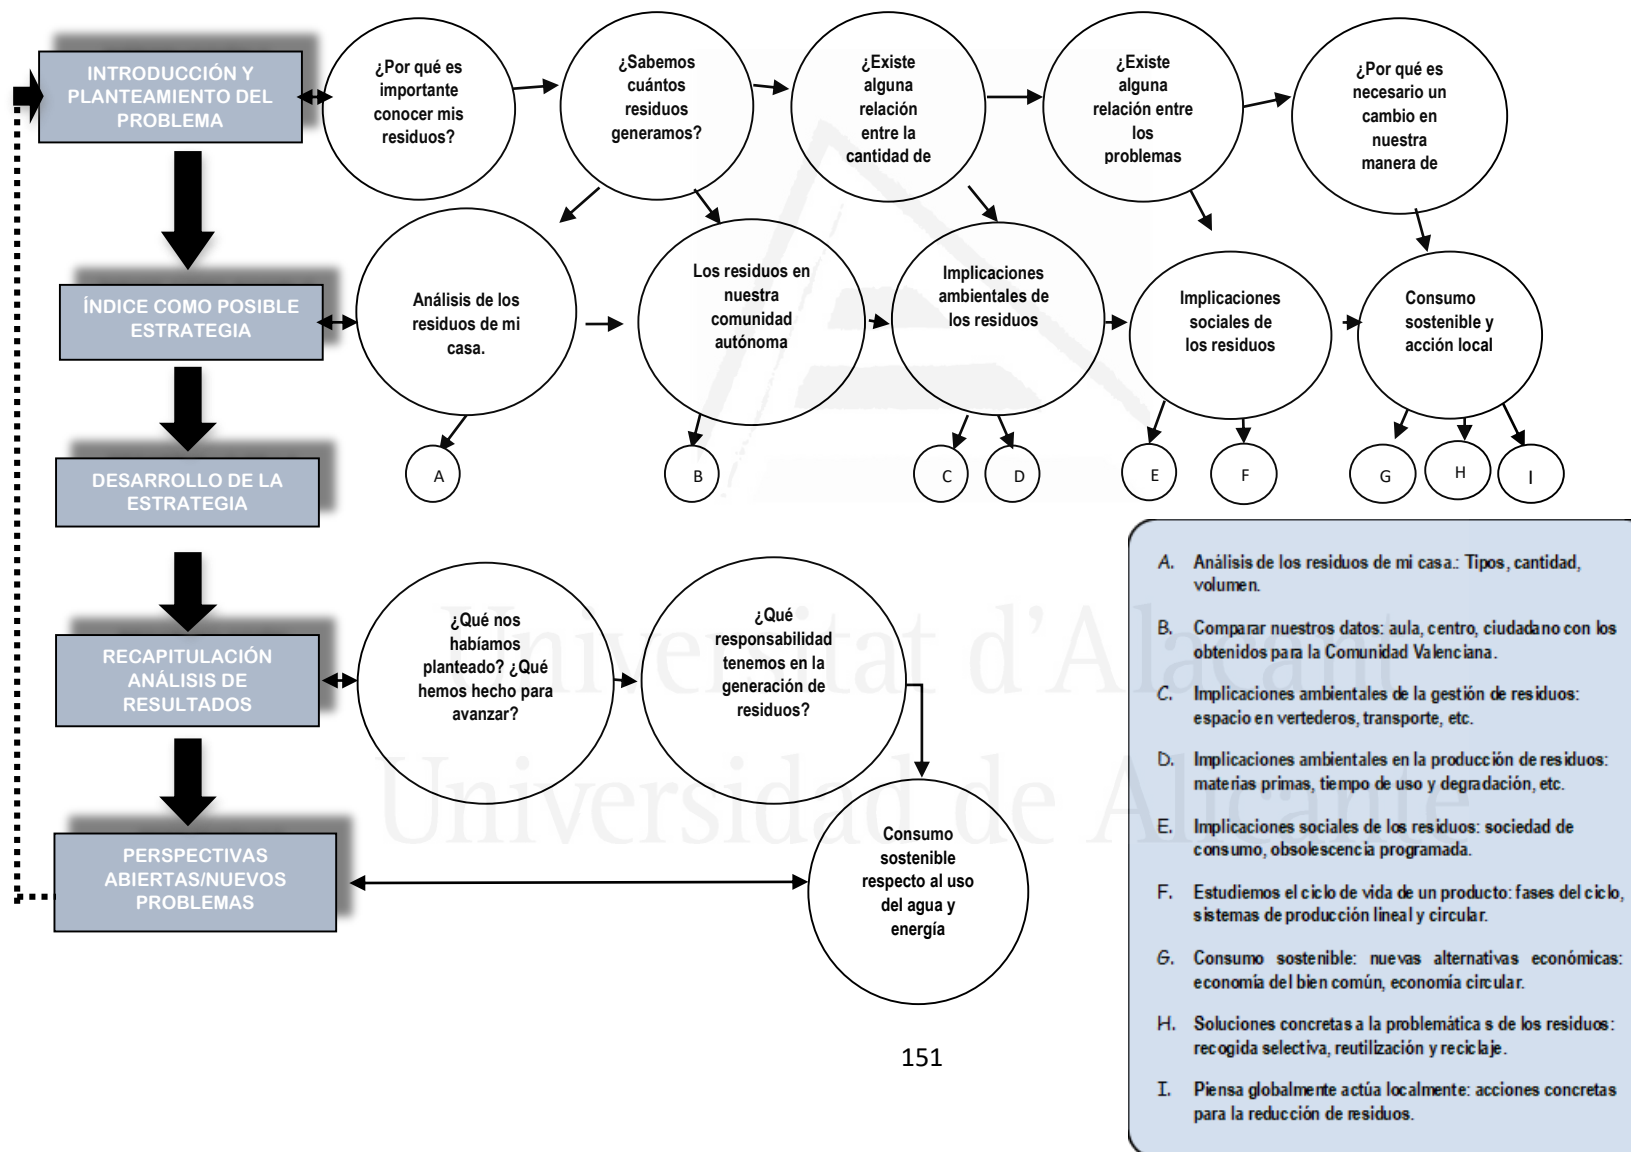 INTRODUCCIÓN Y
PLANTEAMIENTO DEL
PROBLEMA
¿Por qué es
importante
conocer mis
residuos?
¿Sabemos
cuántos
residuos
generamos?
¿Existe
alguna
relación
entre la
cantidad de
¿Existe
alguna
relación entre
los
problemas
¿Por qué es
necesario un
cambio en
nuestra
manera de
ÍNDICE COMO POSIBLE
ESTRATEGIA
Análisis de los
residuos de mi
casa.
Los residuos en
nuestra
comunidad
autónoma
Implicaciones
ambientales de
los residuos
Implicaciones
sociales de
los residuos
Consumo
sostenible y
acción local
DESARROLLO DE LA
ESTRATEGIA
A
B
C
D
E
F
G
H
I
RECAPITULACIÓN
ANÁLISIS DE
RESULTADOS
¿Qué nos
habíamos
planteado? ¿Qué
hemos hecho para
avanzar?
¿Qué
responsabilidad
tenemos en la
generación de
residuos?
PERSPECTIVAS
ABIERTAS/NUEVOS
PROBLEMAS
Consumo
sostenible
respecto al uso
del agua y
energía
A. Análisis de los residuos de mi casa.: Tipos, cantidad,
volumen.
B. Comparar nuestros datos: aula, centro, ciudadano con los
obtenidos para la Comunidad Valenciana.
C. Implicaciones ambientales de la gestión de residuos:
espacio en vertederos, transporte, etc.
D. Implicaciones ambientales en la producción de residuos:
materias primas, tiempo de uso y degradación, etc.
E. Implicaciones sociales de los residuos: sociedad de
consumo, obsolescencia programada.
F. Estudiemos el ciclo de vida de un producto: fases del ciclo,
sistemas de producción lineal y circular.
G. Consumo sostenible: nuevas alternativas económicas:
economía del bien común, economía circular.
H. Soluciones concretas a la problemática s de los residuos:
recogida selectiva, reutilización y reciclaje.
I. Piensa globalmente actúa localmente: acciones concretas
para la reducción de residuos.
Universitat d'Alacant
Universidad de Alicante
151